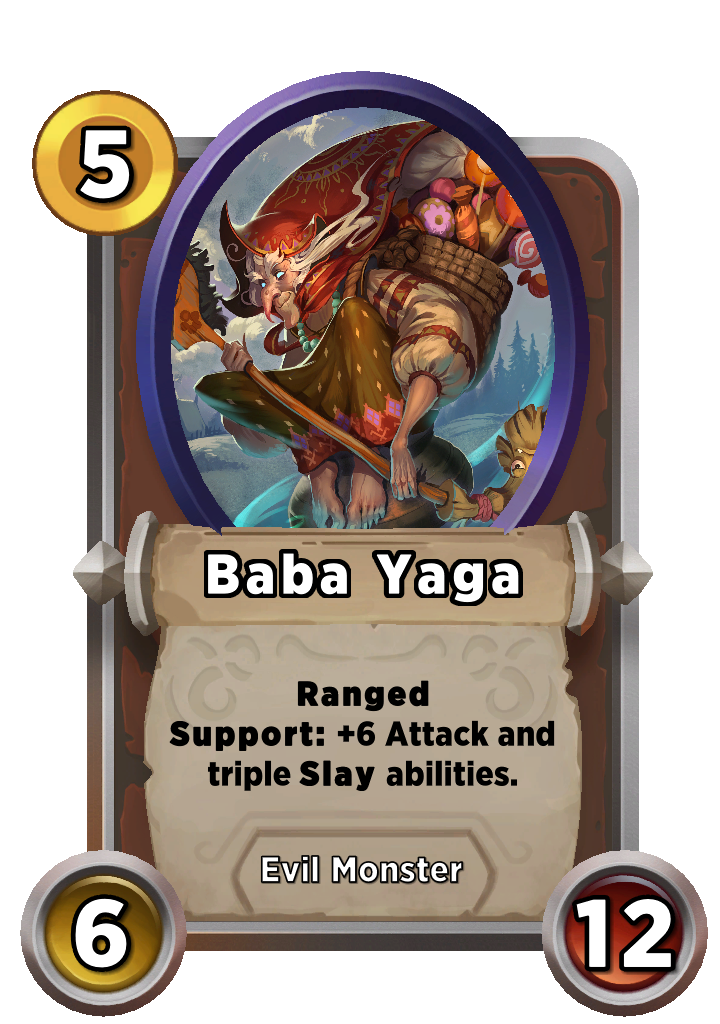 5
Baba Yaga
Ranged
Support: +6 Attack and
triple Slay abilities.
Evil Monster
6
12